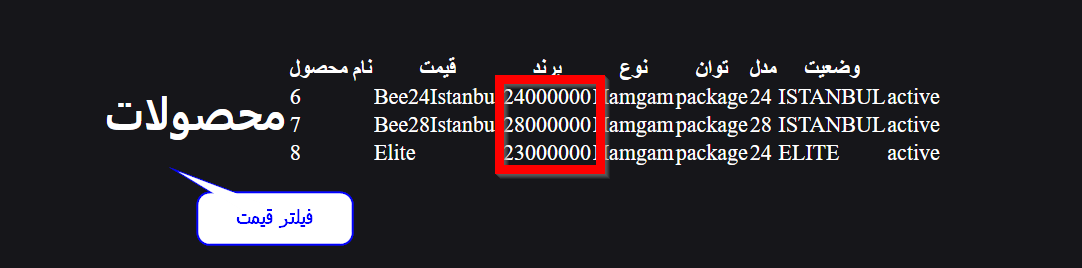 نام محصول قیمت برند نوع توان مدل وضعیت
محصولات
6 Bee24Istanbu 24000000 Hamgam package 24 ISTANBUL active
7 Bee28Istanbu 28000000 Hamgam package 28 ISTANBUL active
8 Elite 23000000 Hamgam package 24 ELITE active
فیلتر قیمت